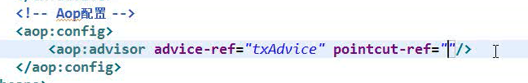 <!-- Aop配置 -->
<aop:config>
<aop:advisor advice-ref="txAdvice" pointcut-ref=""/>
</aop:config>